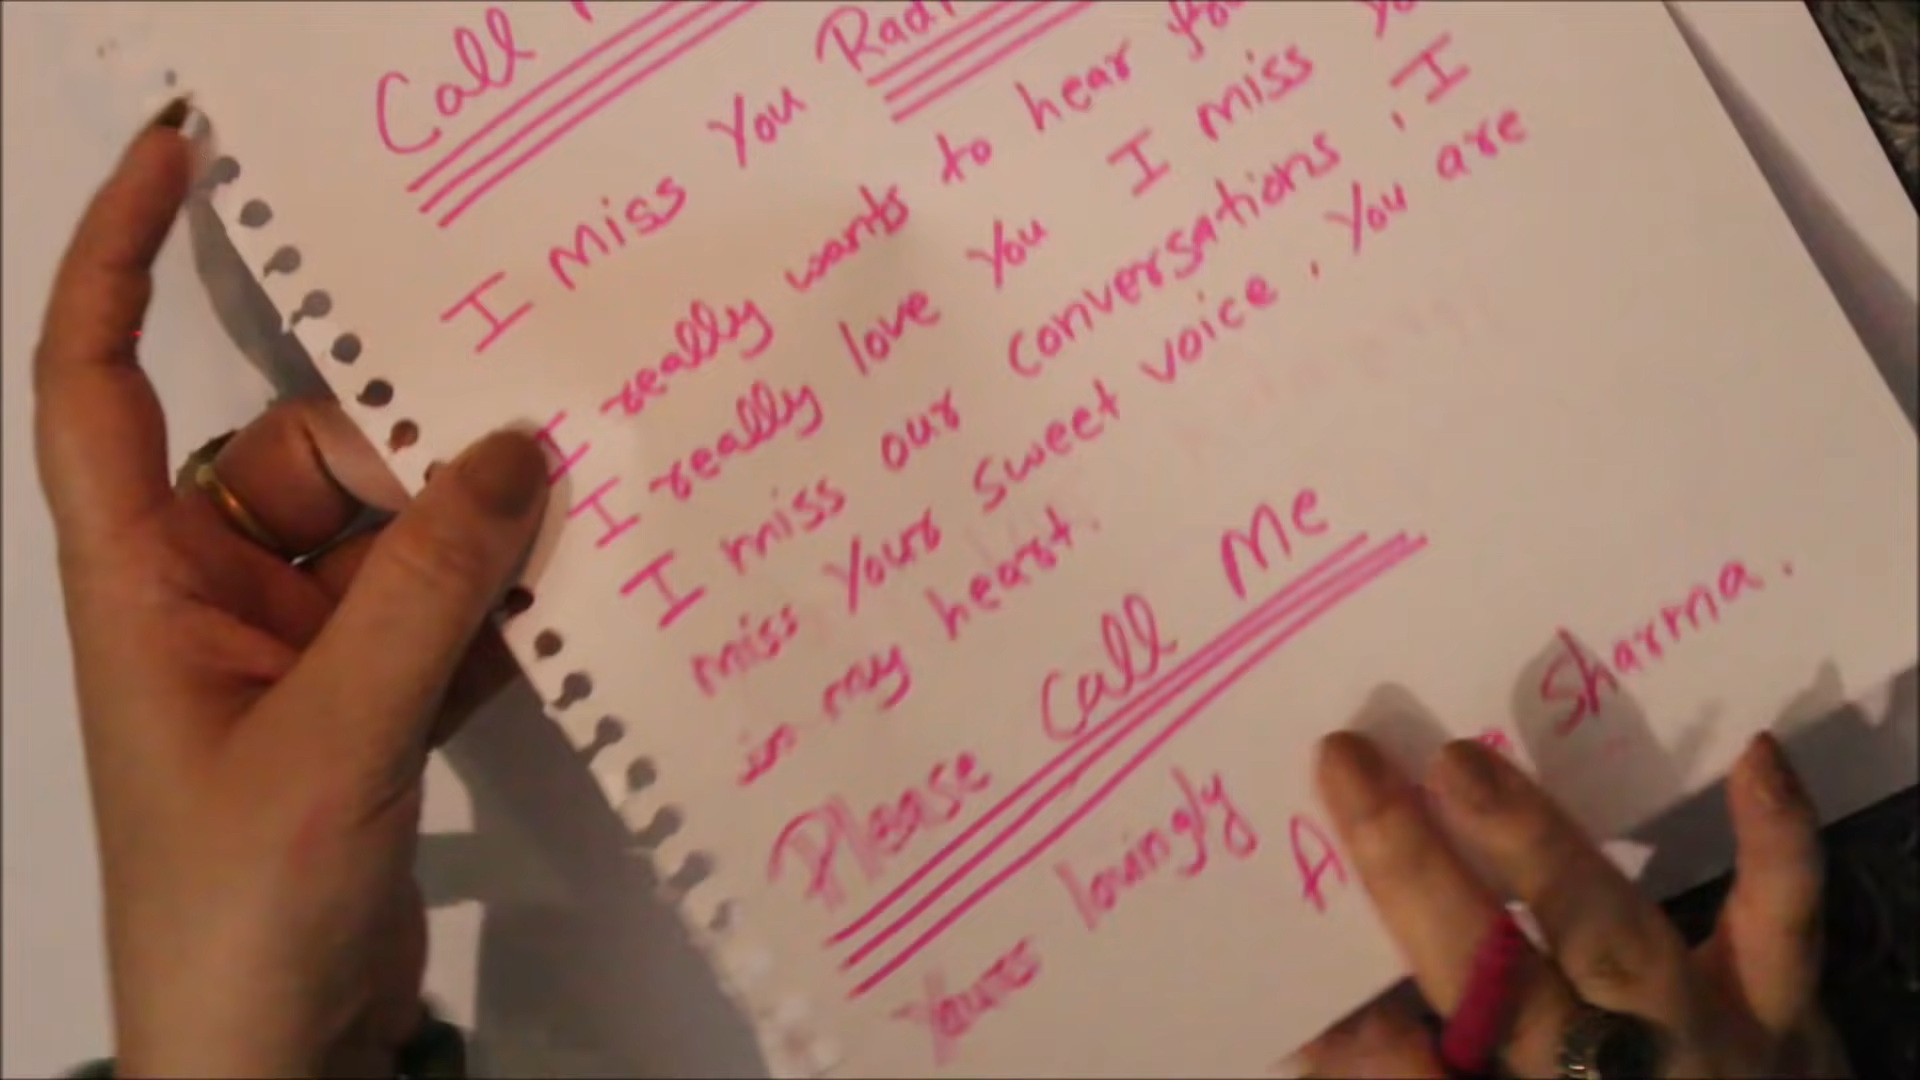 Call
I miss You
I really wants to hear
I really love You I miss
I miss our conversations, I
miss Your sweet voice. You are
in my heart.
Please Call Me
Yours lovingly
Sharma.